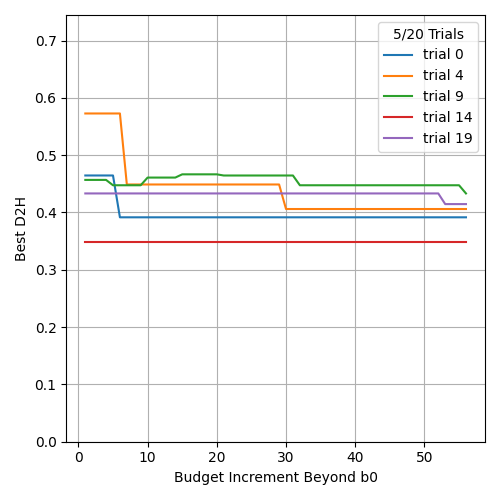 5/20 Trials
trial 0
trial 4
trial 9
trial 14
trial 19
0.7
0.6
0.5
0.4
0.3
0.2
0.1
0.0
Best D2H
0 10 20 30 40 50
Budget Increment Beyond b0